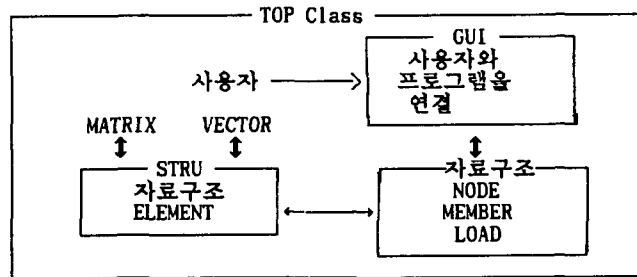 TOP Class
GUI
사용자와
프로그램을
연결
사용자
MATRIX VECTOR
STRU
자료구조
ELEMENT
자료구조
NODE
MEMBER
LOAD